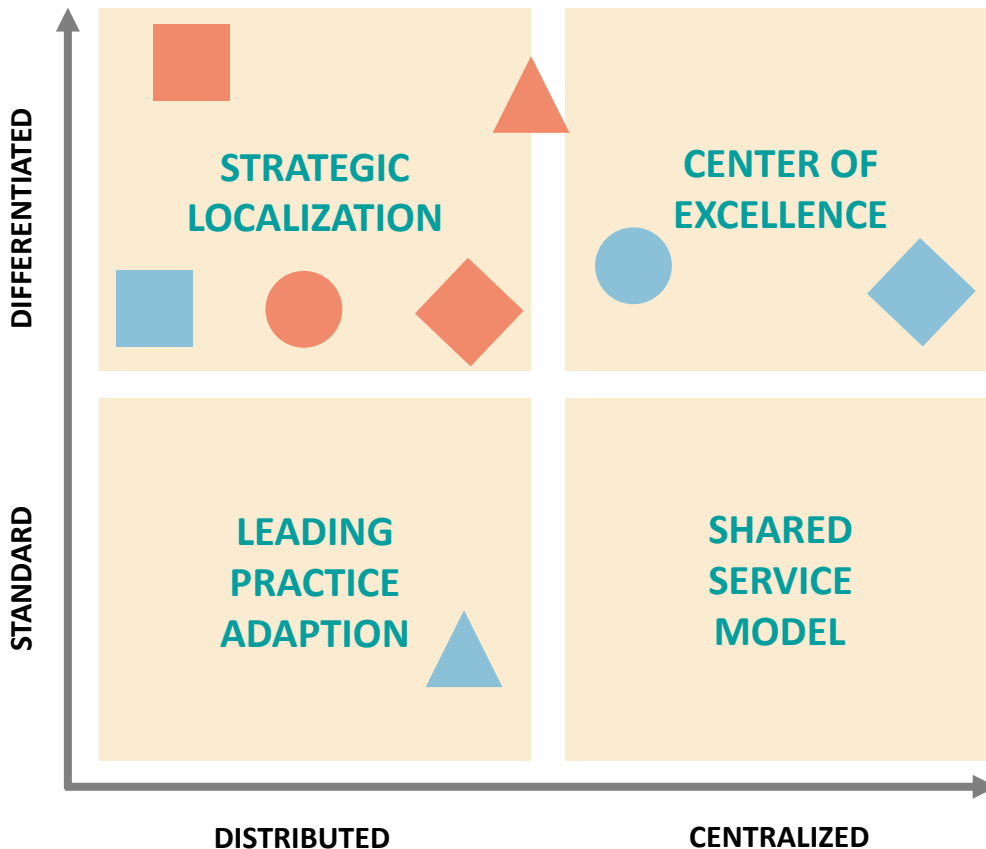 DIFFERENTIATED
STRATEGIC
LOCALIZATION
CENTER OF
EXCELLENCE
STANDARD
LEADING
PRACTICE
ADAPTION
SHARED
SERVICE
MODEL
DISTRIBUTED
CENTRALIZED